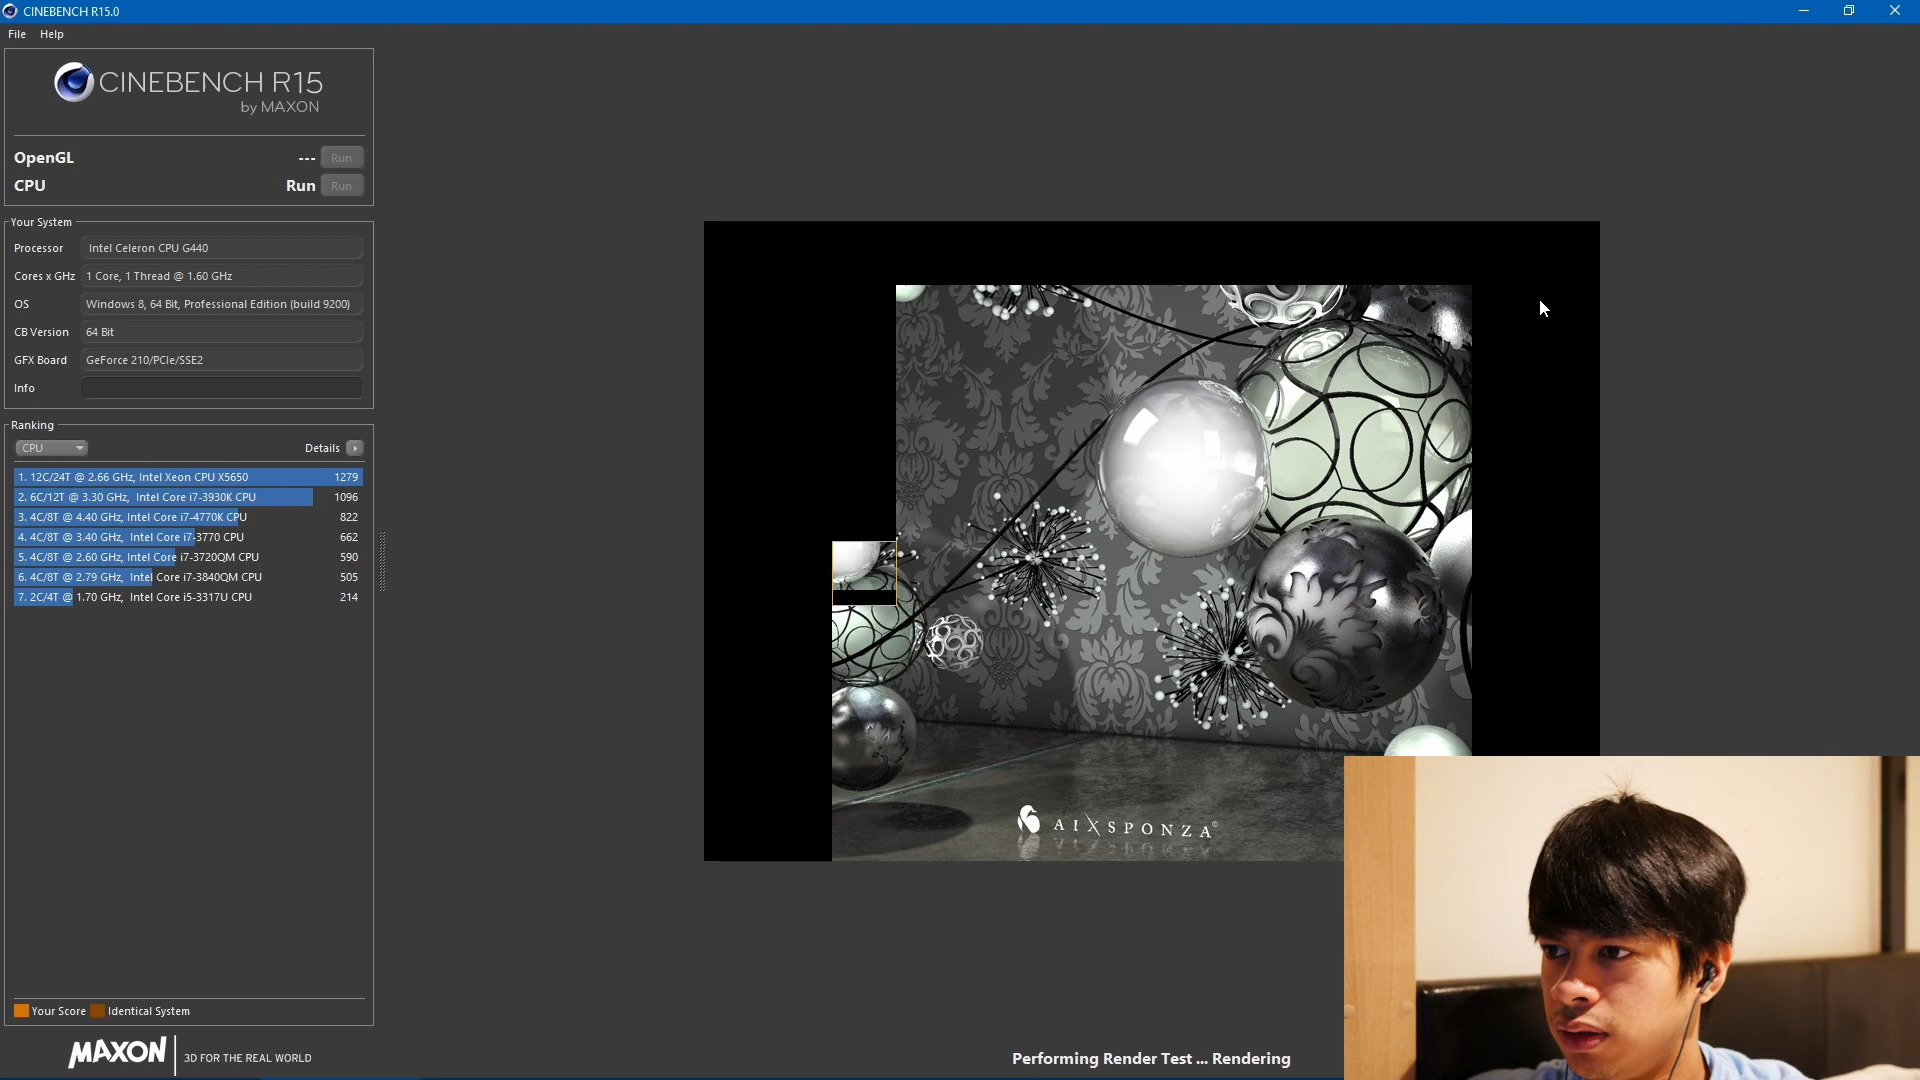 CINEBENCH R15.0
File Help
CINEBENCH R15
by MAXON
OpenGL --- Run
CPU Run Run
Your System
Processor Intel Celeron CPU G440
Cores x GHz 1 Core, 1 Thread @ 1.60 GHz
OS Windows 8, 64 Bit, Professional Edition (build 9200)
CB Version 64 Bit
GFX Board GeForce 210/PCIe/SSE2
Info
Ranking
CPU Details
1. 12C/24T @ 2.66 GHz, Intel Xeon CPU X5650 1279
2. 6C/12T @ 3.30 GHz, Intel Core i7-3930K CPU 1096
3. 4C/8T @ 4.40 GHz, Intel Core i7-4770K CPU 822
4. 4C/8T @ 3.40 GHz, Intel Core i7-3770 CPU 662
5. 4C/8T @ 2.60 GHz, Intel Core i7-3720QM CPU 590
6. 4C/8T @ 2.79 GHz, Intel Core i7-3840QM CPU 505
7. 2C/4T @ 1.70 GHz, Intel Core i5-3317U CPU 214
AIXSPONZA©
Your Score Identical System
MAXON 3D FOR THE REAL WORLD
Performing Render Test ... Rendering